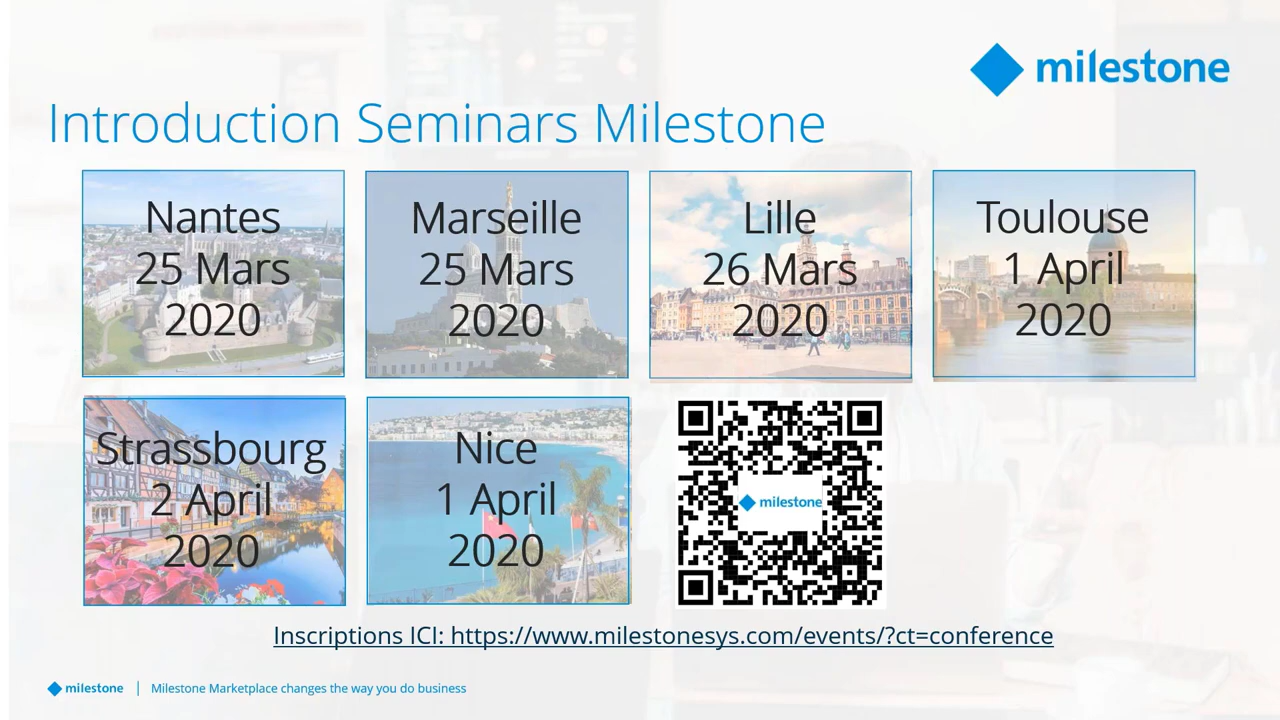 milestone
Introduction Seminars Milestone
Nantes
25 Mars
2020
Marseille
25 Mars
2020
Lille
26 Mars
2020
Toulouse
1 April
2020
Strassbourg
2 April
2020
Nice
1 April
2020
milestone
Inscriptions ICI: https://www.milestonesys.com/events/?ct=conference
milestone | Milestone Marketplace changes the way you do business